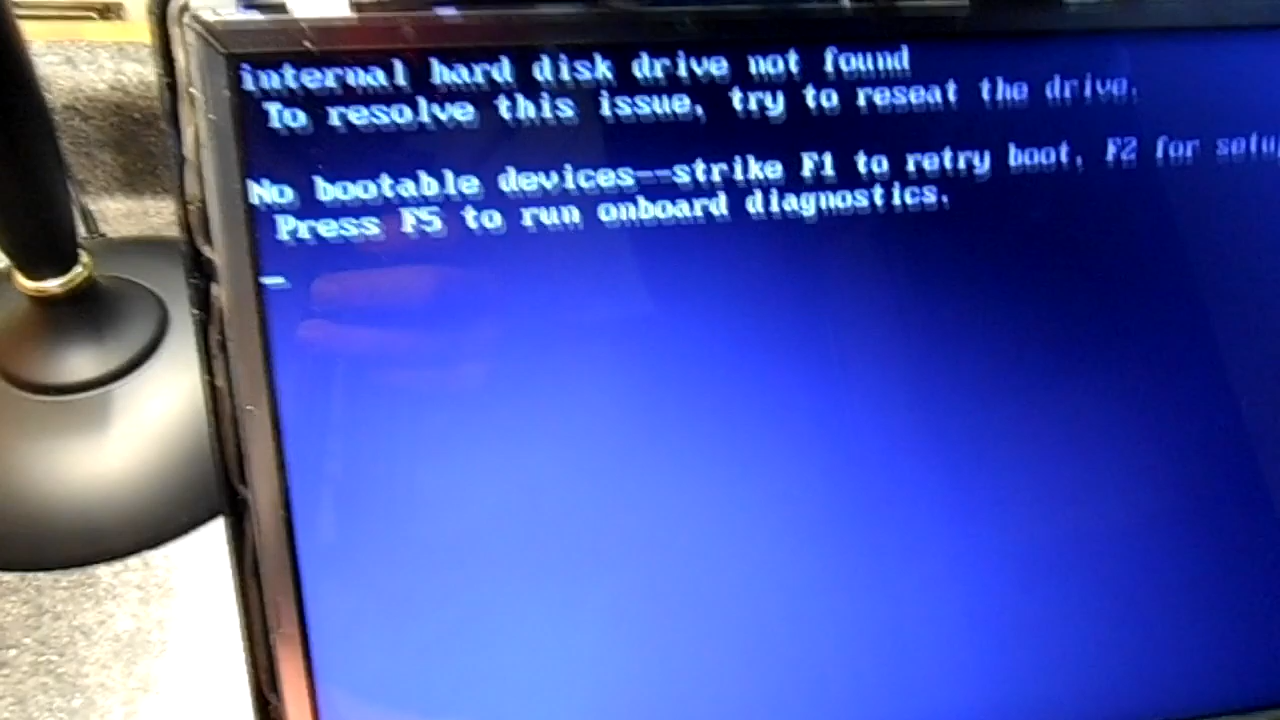 internal hard disk drive not found
To resolve this issue, try to reseat the drive.
No bootable devices--strike F1 to retry boot, F2 for setu
Press F5 to run onboard diagnostics.